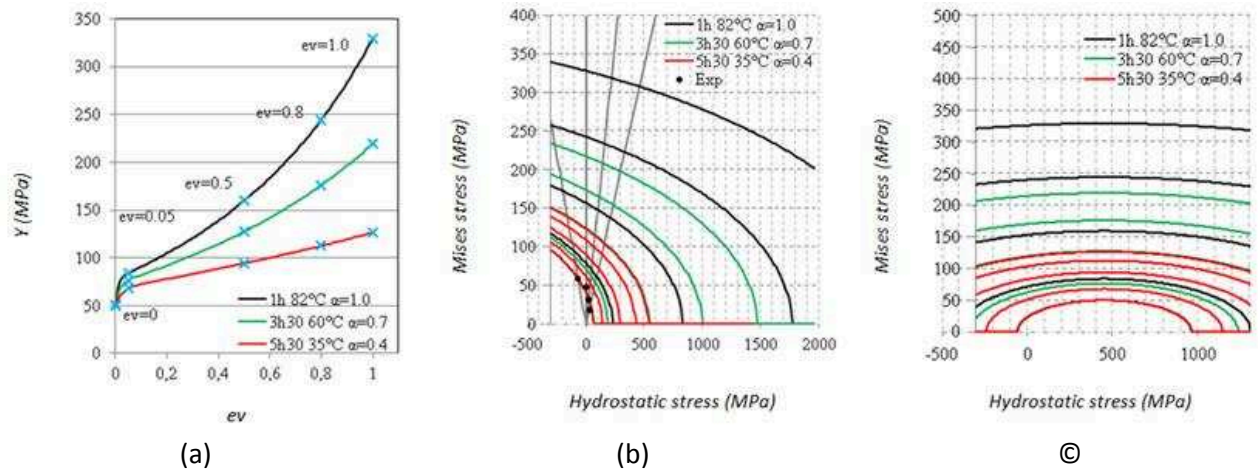 350
300
250
200
150
100
50
0
Y (MPa)
ev=1.0
ev=0.8
ev=0.5
ev=0.05
ev=0
1h 82°C α=1.0
3h30 60°C α=0.7
5h30 35°C α=0.4
0 0,2 0,4 0,6 0,8 1
ev
(a)
400
350
300
250
200
150
100
50
0
Mises stress (MPa)
1h 82°C α=1.0
3h30 60°C α=0.7
5h30 35°C α=0.4
Exp
-500 0 500 1000 1500 2000
Hydrostatic stress (MPa)
(b)
500
450
400
350
300
250
200
150
100
50
0
Mises stress (MPa)
1h 82°C α=1.0
3h30 60°C α=0.7
5h30 35°C α=0.4
-500 0 500 1000
Hydrostatic stress (MPa)
©